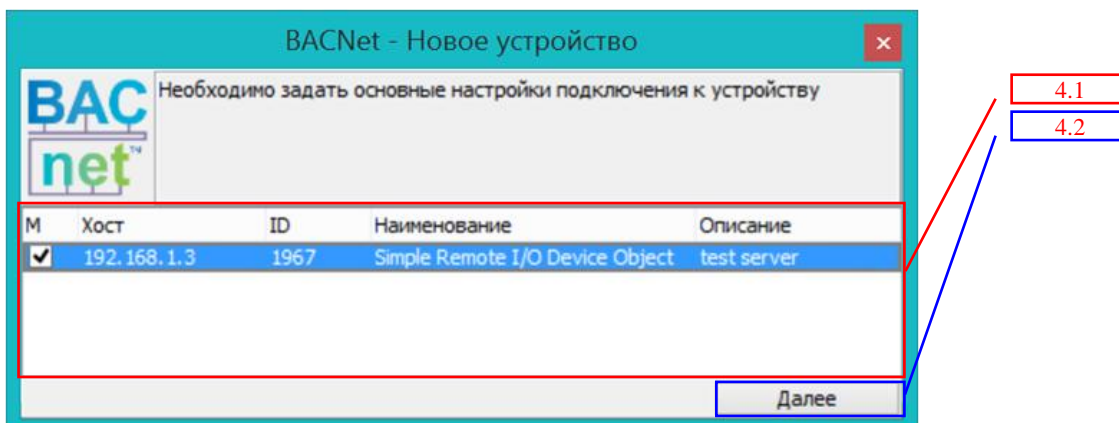 BACNet - Новое устройство
BAC
net™
Необходимо задать основные настройки подключения к устройству
4.1
4.2
М Хост ID Наименование Описание
192.168.1.3 1967 Simple Remote I/O Device Object test server
Далее